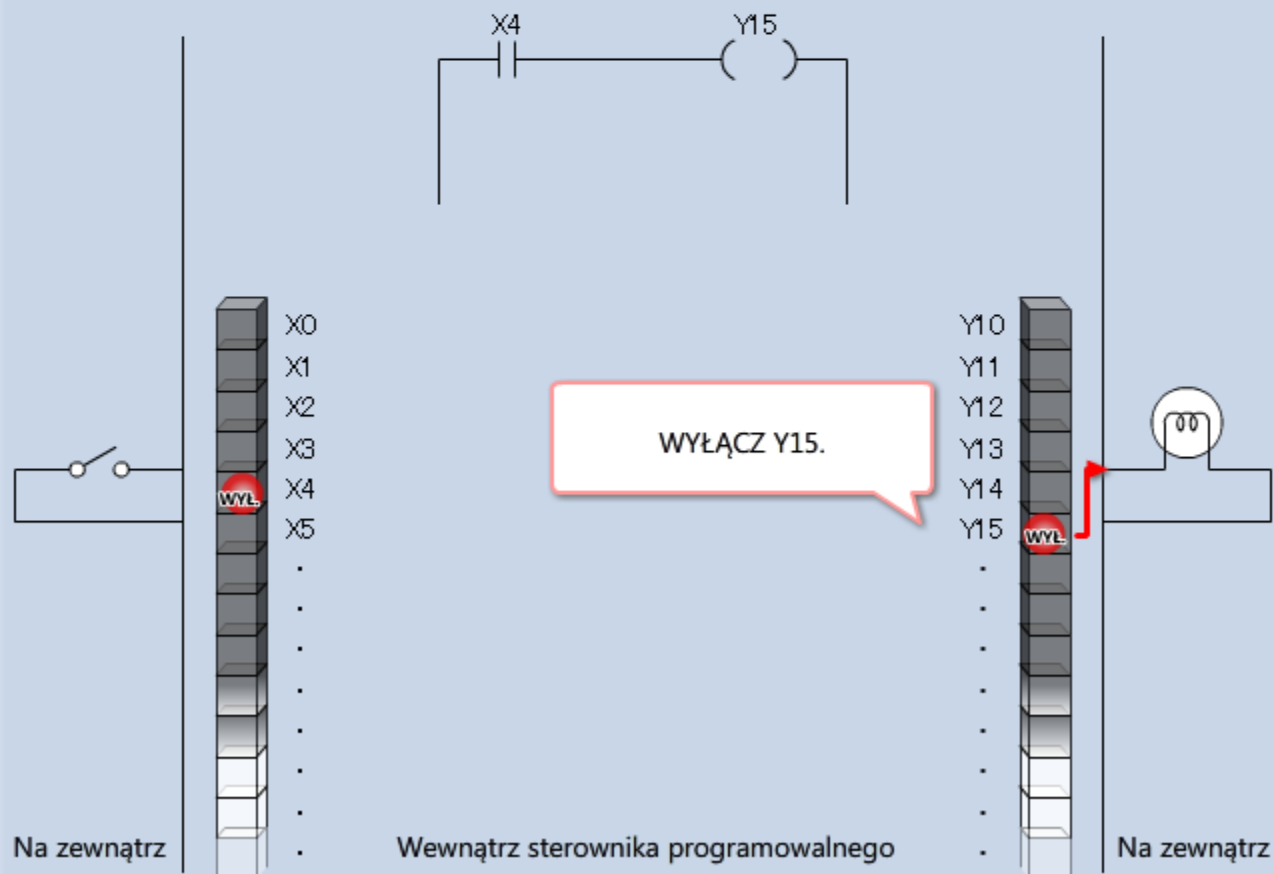 X4 Y15
X0 Y10
X1 Y11
X2 Y12
X3 Y13
WYŁĄCZ Y15.
WYŁ. X4 Y14
X5 Y15 WYŁ.
Na zewnątrz Wewnątrz sterownika programowalnego Na zewnątrz